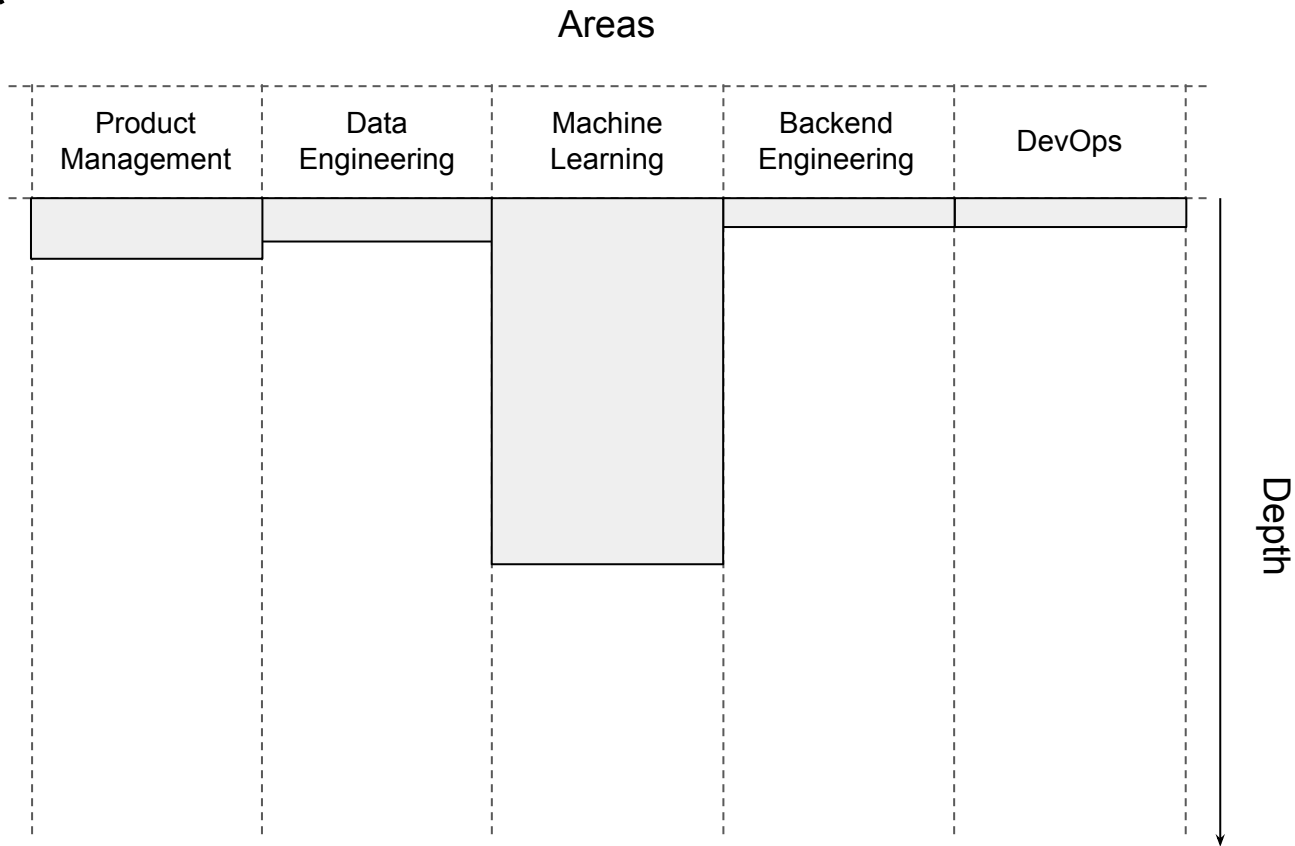 Areas
Product
Management
Data
Engineering
Machine
Learning
Backend
Engineering
DevOps
Depth